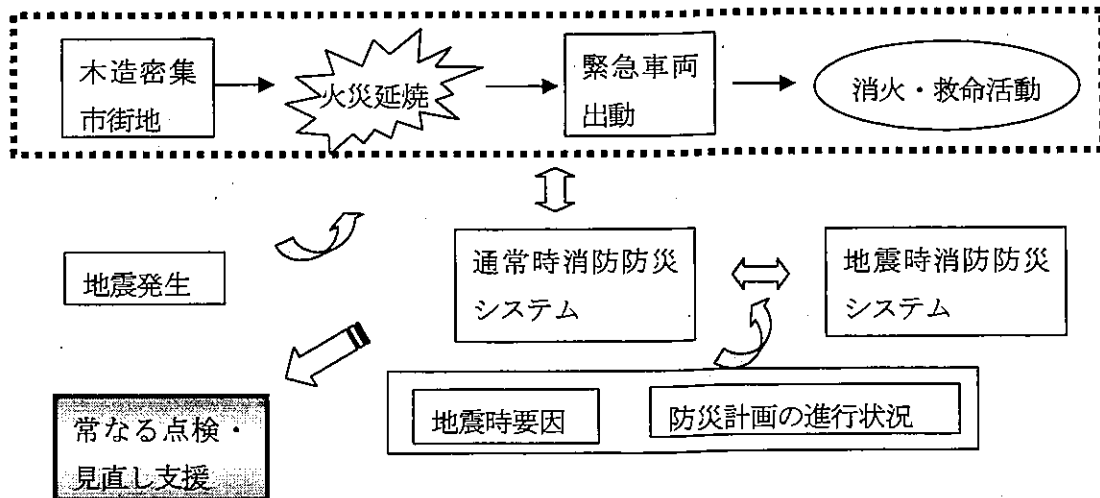 木造密集
市街地
火災延焼
緊急車両
出動
消火・救命活動
地震発生
通常時消防防災
システム
地震時消防防災
システム
地震時要因
防災計画の進行状況
常なる点検・
見直し支援